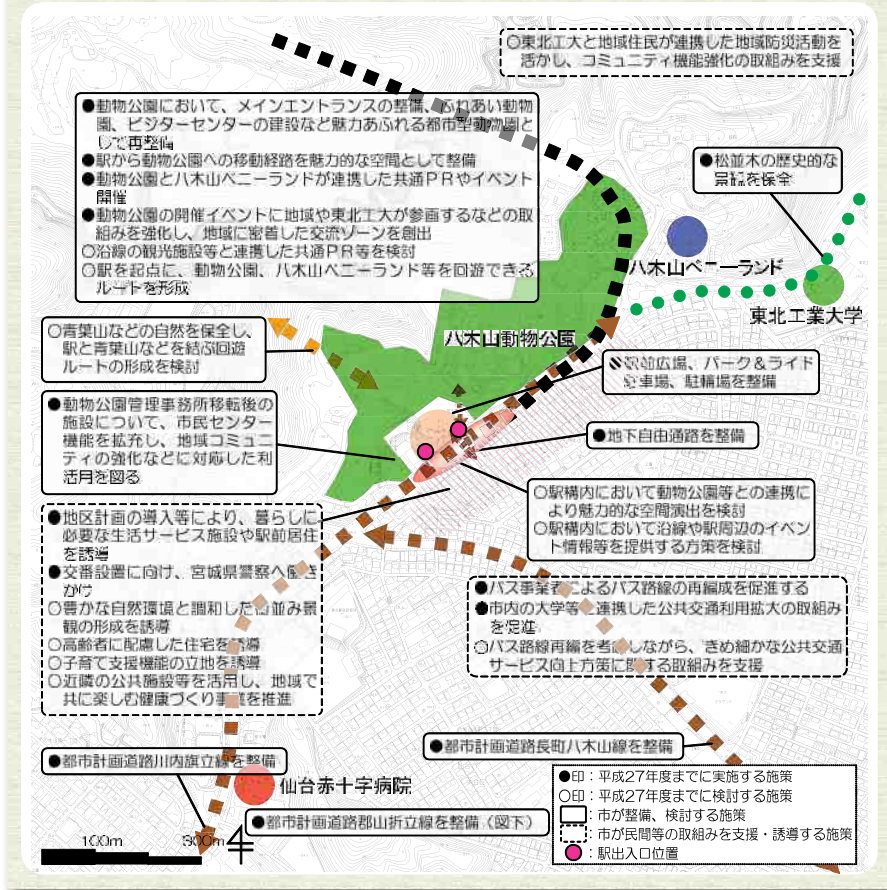 ○東北工大と地域住民が連携した地域防災活動を
活かし、コミュニティ機能強化の取組みを支援
●動物公園において、メインエントランスの整備、ふれあい動物
園、ビジターセンターの建設など魅力あふれる都市型動物園と
して再整備
●駅から動物公園への移動経路を魅力的な空間として整備
●動物公園と八木山ベニーランドが連携した共通PRやイベント
開催
●動物公園の開催イベントに地域や東北工大が参画するなどの取
組みを強化し、地域に密着した交流ゾーンを創出
○沿線の観光施設等と連携した共通PR等を検討
○駅を起点に、動物公園、八木山ベニーランド等を回遊できる
ルートを形成
●松並木の歴史的な
景観を保全
八木山ベニーランド
東北工業大学
○青葉山などの自然を保全し、
駅と青葉山などを結ぶ回遊
ルートの形成を検討
八木山動物公園
駅前広場、パーク＆ライド
駐車場、駐輪場を整備
●動物公園管理事務所移転後の
施設について、市民センター
機能を拡充し、地域コミュニ
ティの強化などに対応した利
活用を図る
●地下自由通路を整備
○駅構内において動物公園等との連携に
より魅力的な空間演出を検討
○駅構内において沿線や駅周辺のイベン
ト情報等を提供する方策を検討
●地区計画の導入等により、暮らしに
必要な生活サービス施設や駅前居住
を誘導
●交番設置に向け、宮城県警察へ働き
かけ
○豊かな自然環境と調和した街並み景
観の形成を誘導
○高齢者に配慮した住宅を誘導
○子育て支援機能の立地を誘導
○近隣の公共施設等を活用し、地域で
共に楽しむ健康づくり事業を推進
●バス事業者によるバス路線の再編成を促進する
●市内の大学等と連携した公共交通利用拡大の取組み
を促進
○バス路線再編を考慮しながら、きめ細かな公共交通
サービス向上方策に関する取組みを支援
●都市計画道路長町八木山線を整備
●都市計画道路川内旗立線を整備
仙台赤十字病院
●都市計画道路郡山折立線を整備（図下）
●印：平成27年度までに実施する施策
○印：平成27年度までに検討する施策
：市が整備、検討する施策
：市が民間等の取組みを支援・誘導する施策
：駅出入口位置
100m 300m